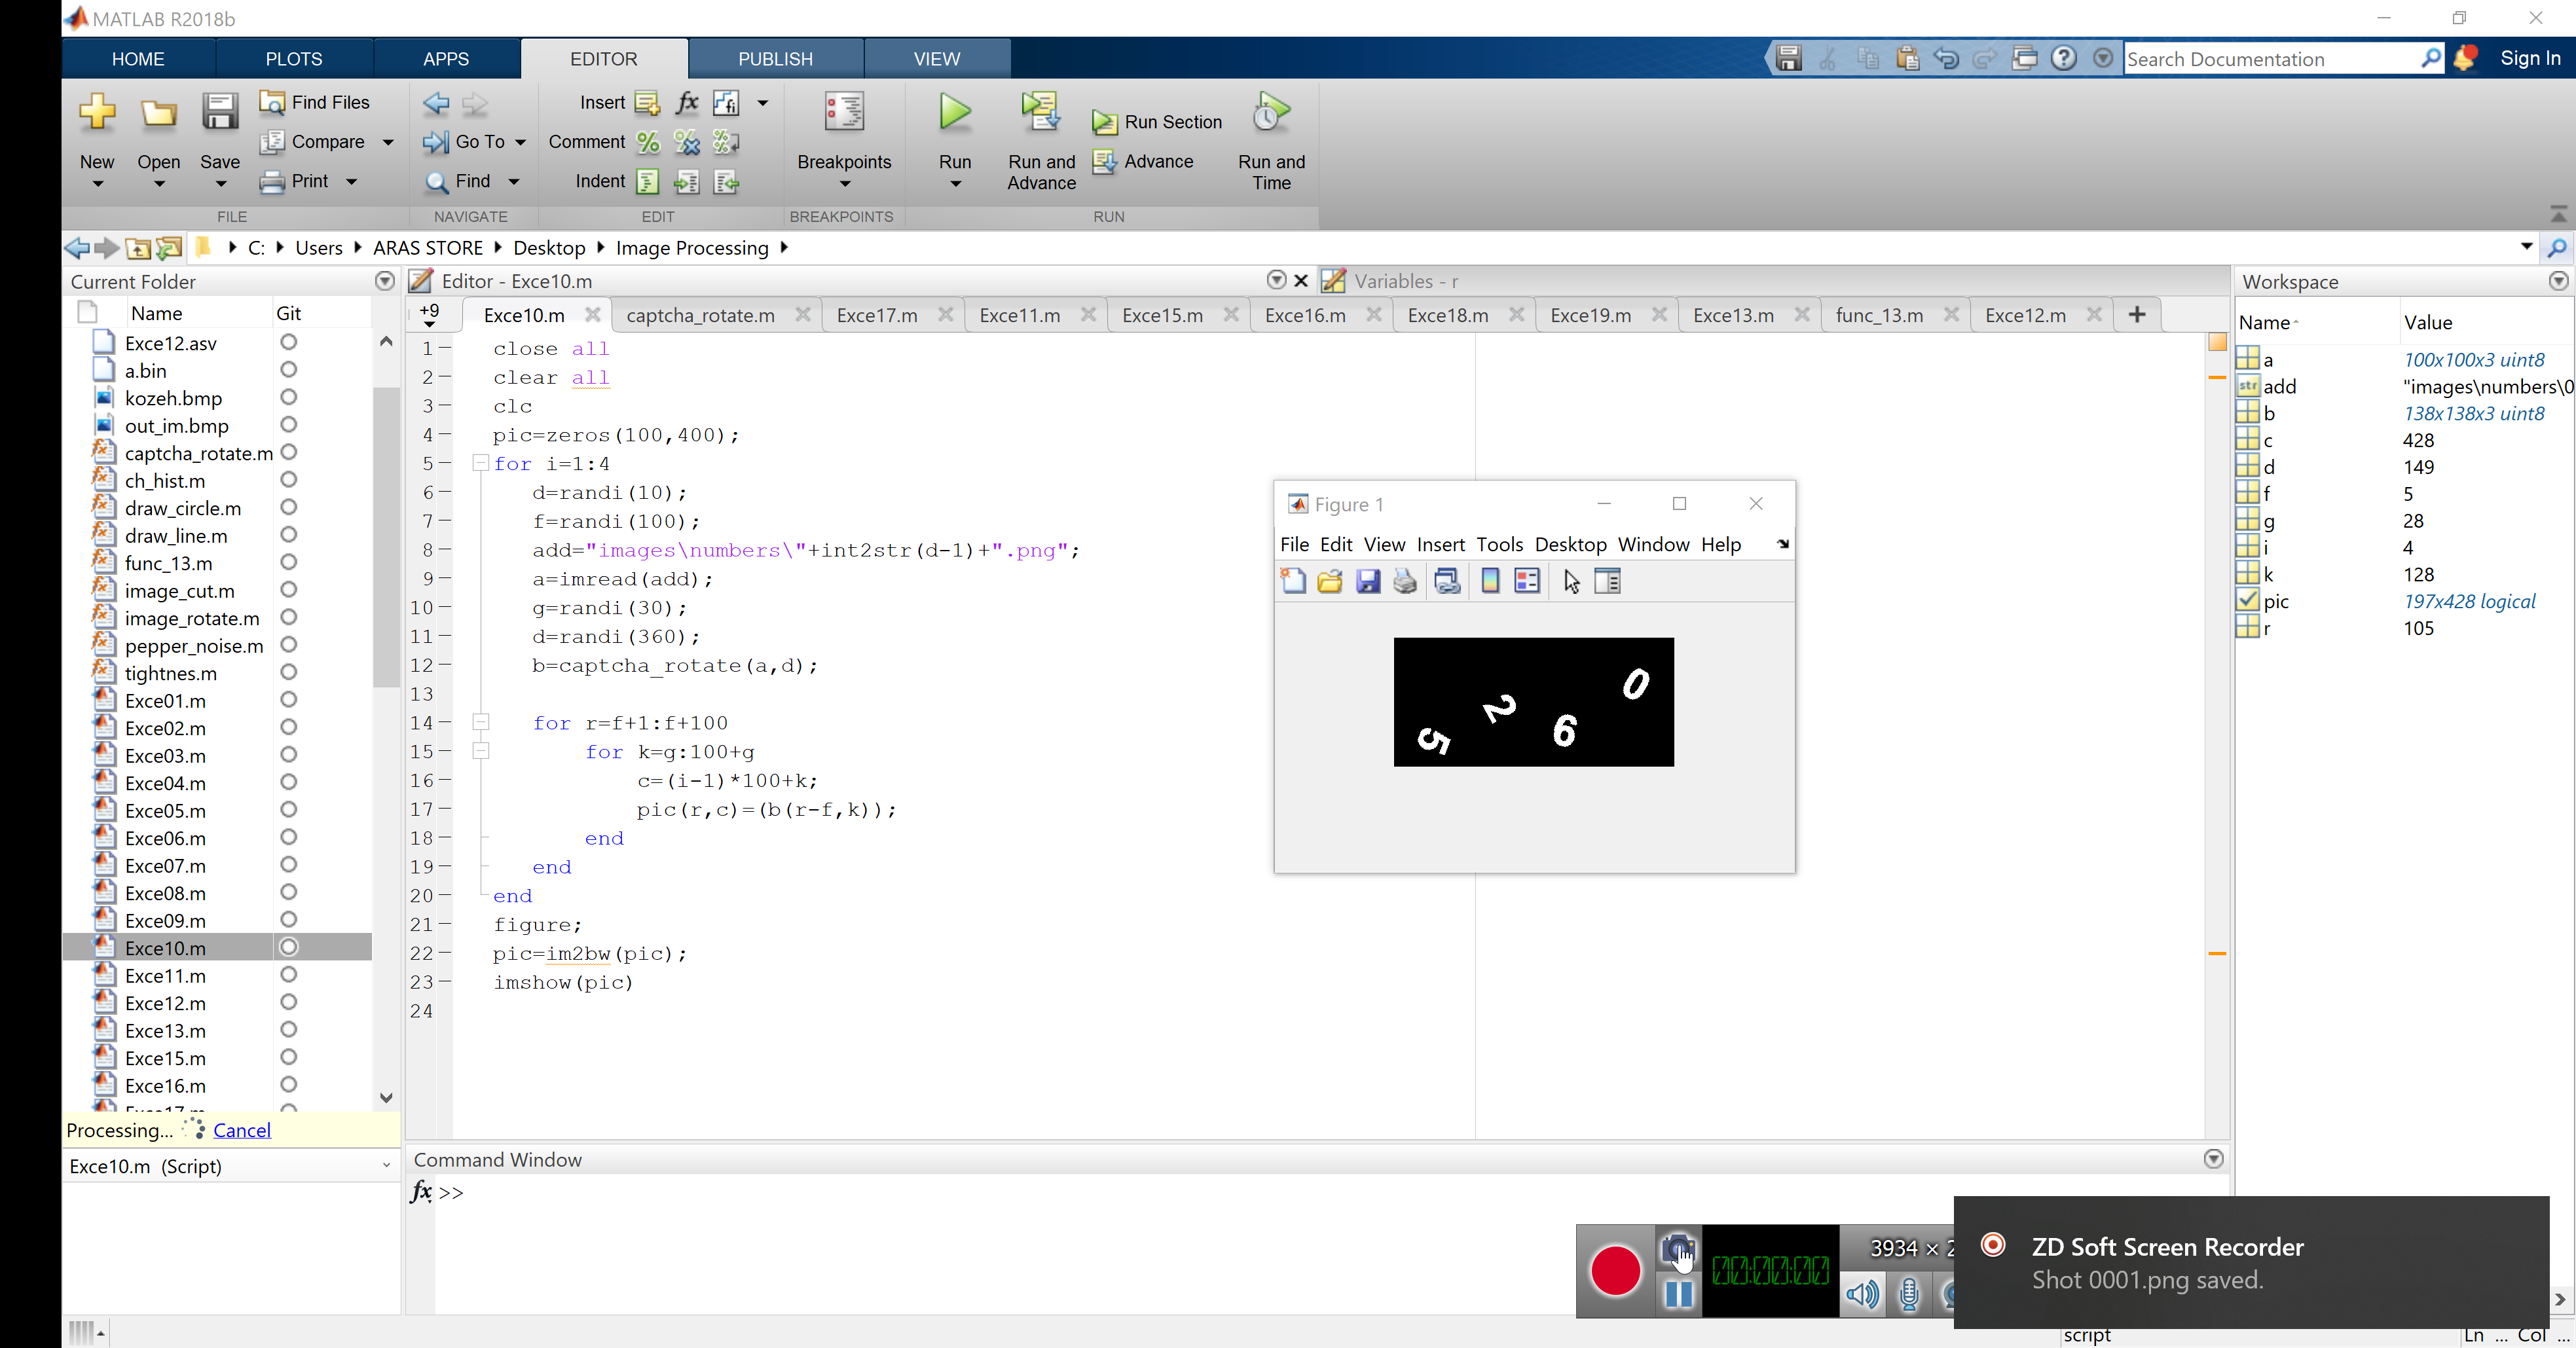 MATLAB R2018b
HOME PLOTS APPS EDITOR PUBLISH VIEW
Search Documentation
Sign In
New
Open
Save
Find Files
Compare
Print
Go To
Find
Insert
Comment
Indent
Breakpoints
Run
Run and Advance
Run Section
Advance
Run and Time
FILE NAVIGATE EDIT BREAKPOINTS RUN
C: Users ARAS STORE Desktop Image Processing
Current Folder
Name Git
Exce12.asv
a.bin
kozeh.bmp
out_im.bmp
captcha_rotate.m
ch_hist.m
draw_circle.m
draw_line.m
func_13.m
image_cut.m
image_rotate.m
pepper_noise.m
tightnes.m
Exce01.m
Exce02.m
Exce03.m
Exce04.m
Exce05.m
Exce06.m
Exce07.m
Exce08.m
Exce09.m
Exce10.m
Exce11.m
Exce12.m
Exce13.m
Exce15.m
Exce16.m
Processing... Cancel
Exce10.m (Script)
Editor - Exce10.m
Variables - r
+9 Exce10.m captcha_rotate.m Exce17.m Exce11.m Exce15.m Exce16.m Exce18.m Exce19.m Exce13.m func_13.m Exce12.m
1 close all
2 clear all
3 clc
4 pic=zeros(100,400);
5 for i=1:4
6 d=randi(10);
7 f=randi(100);
8 add="images\numbers\"+int2str(d-1)+".png";
9 a=imread(add);
10 g=randi(30);
11 d=randi(360);
12 b=captcha_rotate(a,d);
13
14 for r=f+1:f+100
15 for k=g:100+g
16 c=(i-1)*100+k;
17 pic(r,c)=(b(r-f,k));
18 end
19 end
20 end
21 figure;
22 pic=im2bw(pic);
23 imshow(pic)
24
Figure 1
File Edit View Insert Tools Desktop Window Help
5 2 6 0
Workspace
Name Value
a 100x100x3 uint8
add "images\numbers\0
b 138x138x3 uint8
c 428
d 149
f 5
g 28
i 4
k 128
pic 197x428 logical
r 105
Command Window
fx >>
00:00:00
3934 ×
ZD Soft Screen Recorder
Shot 0001.png saved.
script
Ln ... Col ...